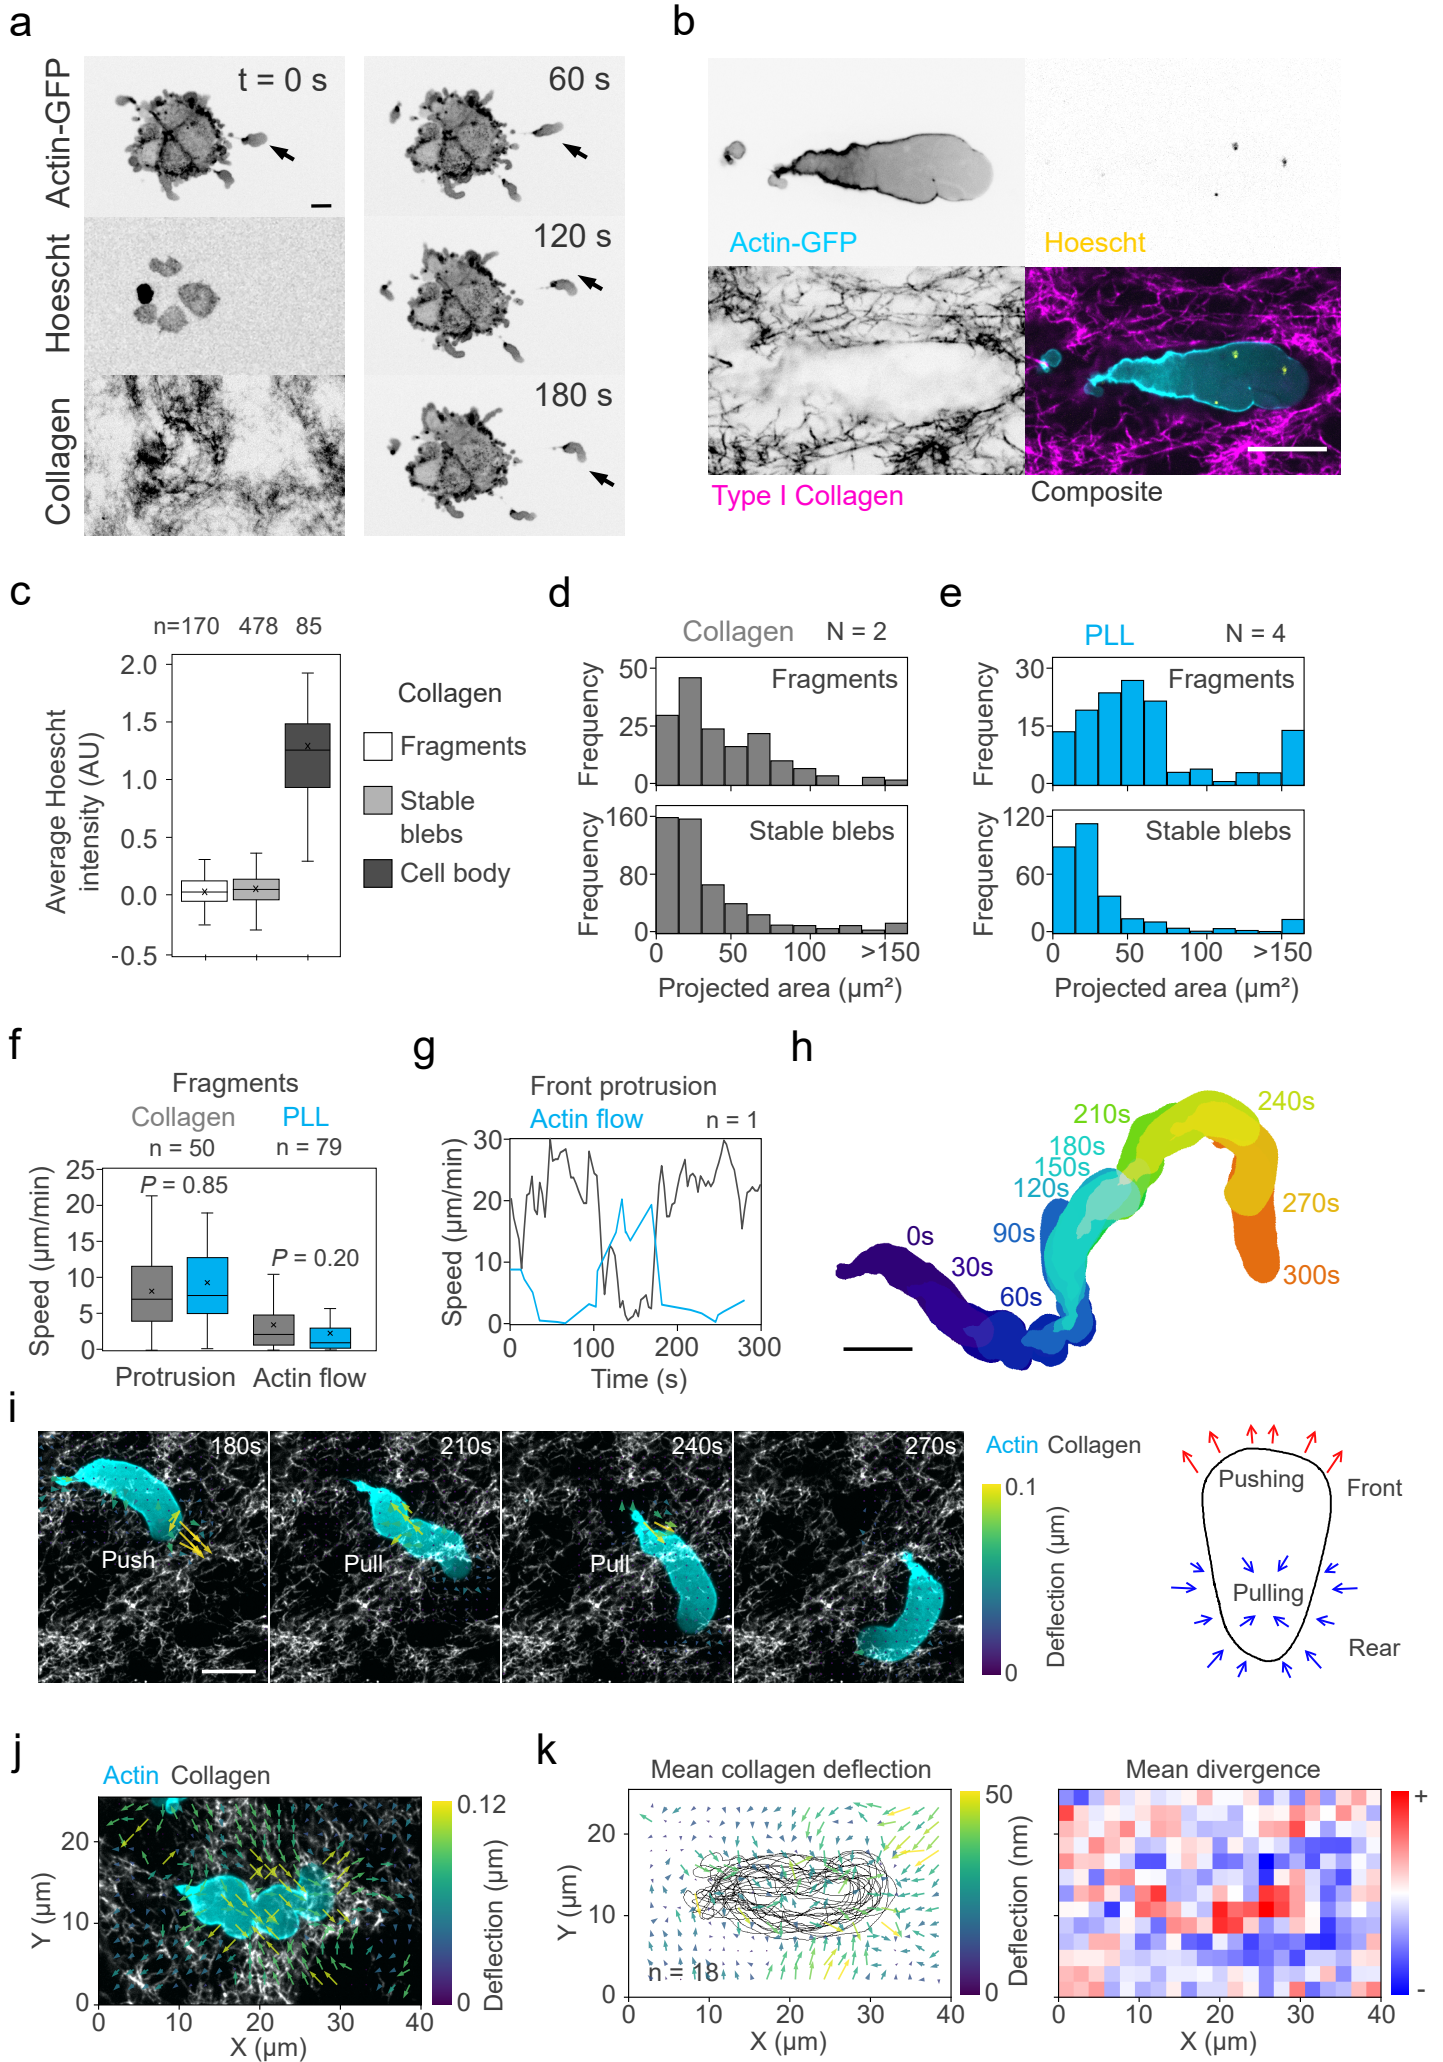 a
Actin-GFP
t = 0 s
60 s
Hoescht
120 s
Collagen
180 s
b
Actin-GFP
Hoescht
Type I Collagen
Composite
c
n=170 478 85
2.0
1.5
1.0
0.5
0.0
-0.5
Average Hoescht
intensity (AU)
Collagen
Fragments
Stable
blebs
Cell body
d
Collagen N = 2
Fragments
Frequency
50
25
0
Stable blebs
Frequency
160
80
0
0 50 100 >150
Projected area (µm²)
e
PLL N = 4
Fragments
Frequency
30
15
0
Stable blebs
Frequency
120
60
0
0 50 100 >150
Projected area (µm²)
f
Fragments
Collagen PLL
n = 50 n = 79
P = 0.85
P = 0.20
Speed (µm/min)
25
20
15
10
5
0
Protrusion Actin flow
g
Front protrusion
Actin flow n = 1
Speed (µm/min)
30
20
10
0
0 100 200 300
Time (s)
h
0s
30s
60s
90s
120s
150s
180s
210s
240s
270s
300s
i
180s 210s 240s 270s
Push Pull Pull
Actin Collagen
0.1
0
Deflection (µm)
Pushing
Front
Pulling
Rear
j
Actin Collagen
Y (µm)
20
10
0
0 10 20 30 40
X (µm)
0.12
0
Deflection (µm)
k
Mean collagen deflection
Y (µm)
20
10
0
n = 18
0 10 20 30 40
X (µm)
50
0
Deflection (nm)
Mean divergence
0 10 20 30 40
X (µm)
+
-